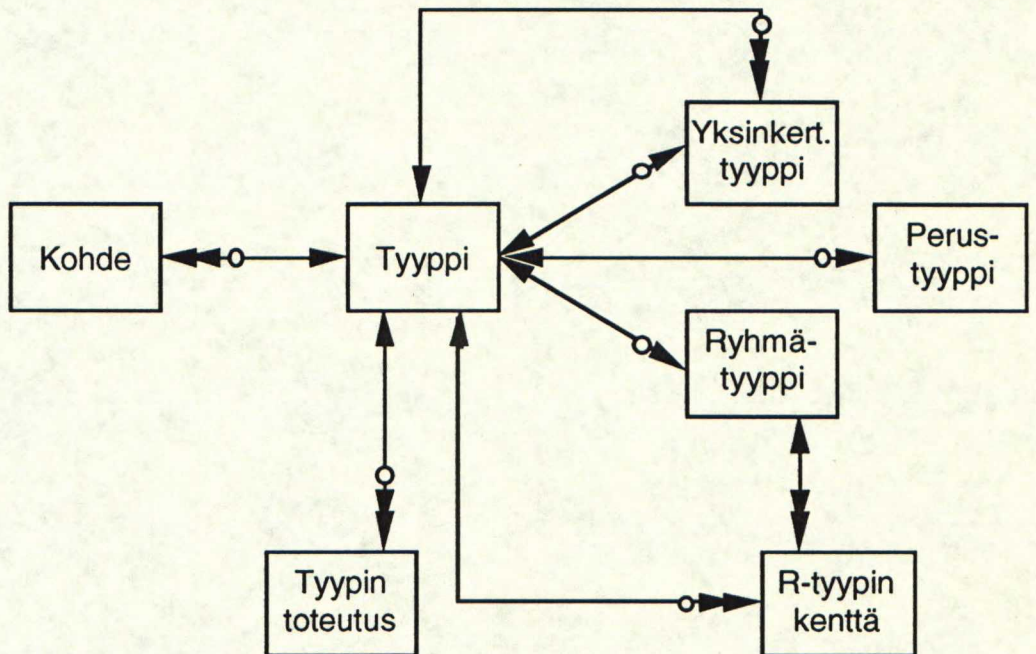 Yksinkert.
tyyppi
Kohde
Tyyppi
Perus-
tyyppi
Ryhmä-
tyyppi
Tyypin
toteutus
R-tyypin
kenttä